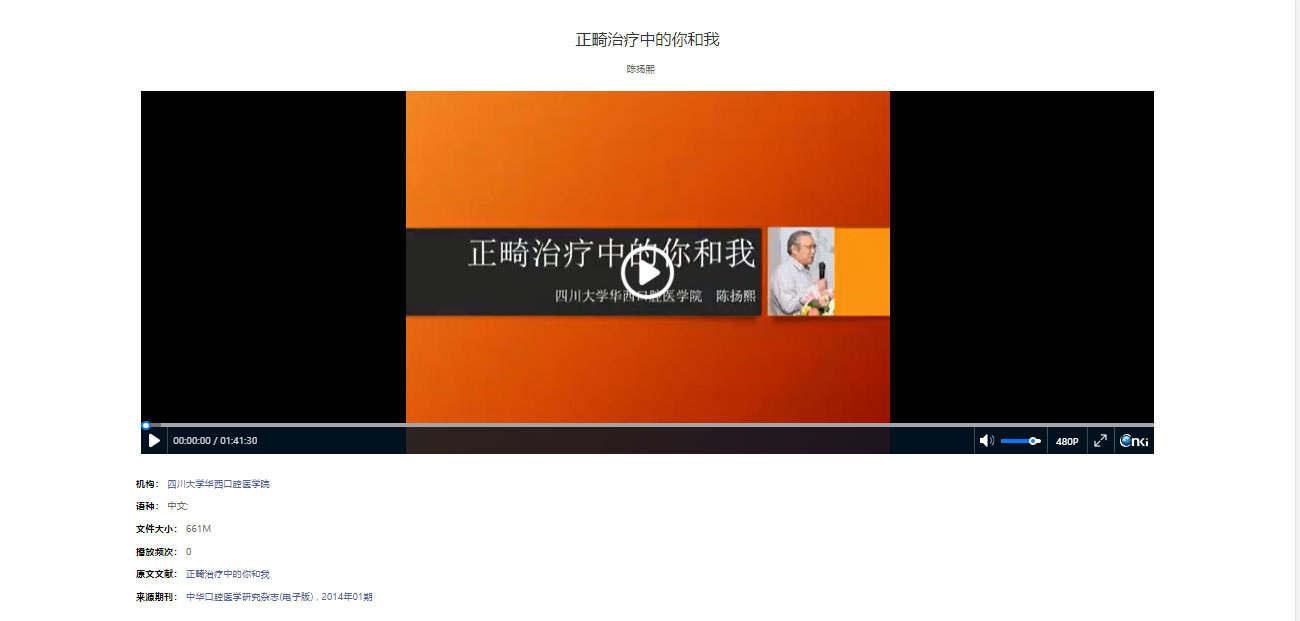 正畸治疗中的你和我
陈扬熙
正畸治疗中的你和我
四川大学华西口腔医学院 陈扬熙
00:00:00 / 01:41:30
480P
cnki
机构： 四川大学华西口腔医学院
语种： 中文;
文件大小： 661M
播放频次： 0
原文文献： 正畸治疗中的你和我
来源期刊： 中华口腔医学研究杂志(电子版) , 2014年01期